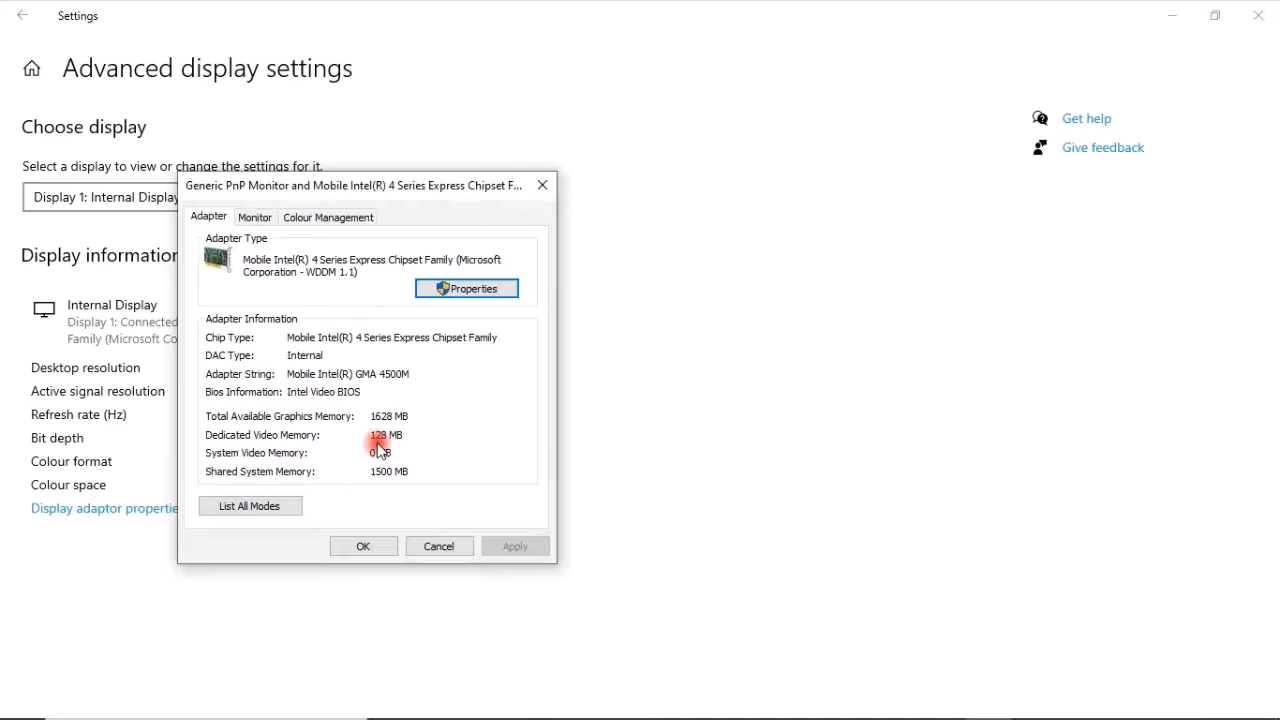 Settings
Advanced display settings
Choose display
Select a display to view or change the settings for it.
Display 1: Internal Display
Get help
Give feedback
Display information
Internal Display
Display 1: Connected
Family (Microsoft Co
Desktop resolution
Active signal resolution
Refresh rate (Hz)
Bit depth
Colour format
Colour space
Display adaptor propertie
Generic PnP Monitor and Mobile Intel(R) 4 Series Express Chipset F...
Adapter
Monitor
Colour Management
Adapter Type
Mobile Intel(R) 4 Series Express Chipset Family (Microsoft
Corporation - WDDM 1.1)
Properties
Adapter Information
Chip Type: Mobile Intel(R) 4 Series Express Chipset Family
DAC Type: Internal
Adapter String: Mobile Intel(R) GMA 4500M
Bios Information: Intel Video BIOS
Total Available Graphics Memory: 1628 MB
Dedicated Video Memory: 128 MB
System Video Memory: 0
Shared System Memory: 1500 MB
List All Modes
OK
Cancel
Apply